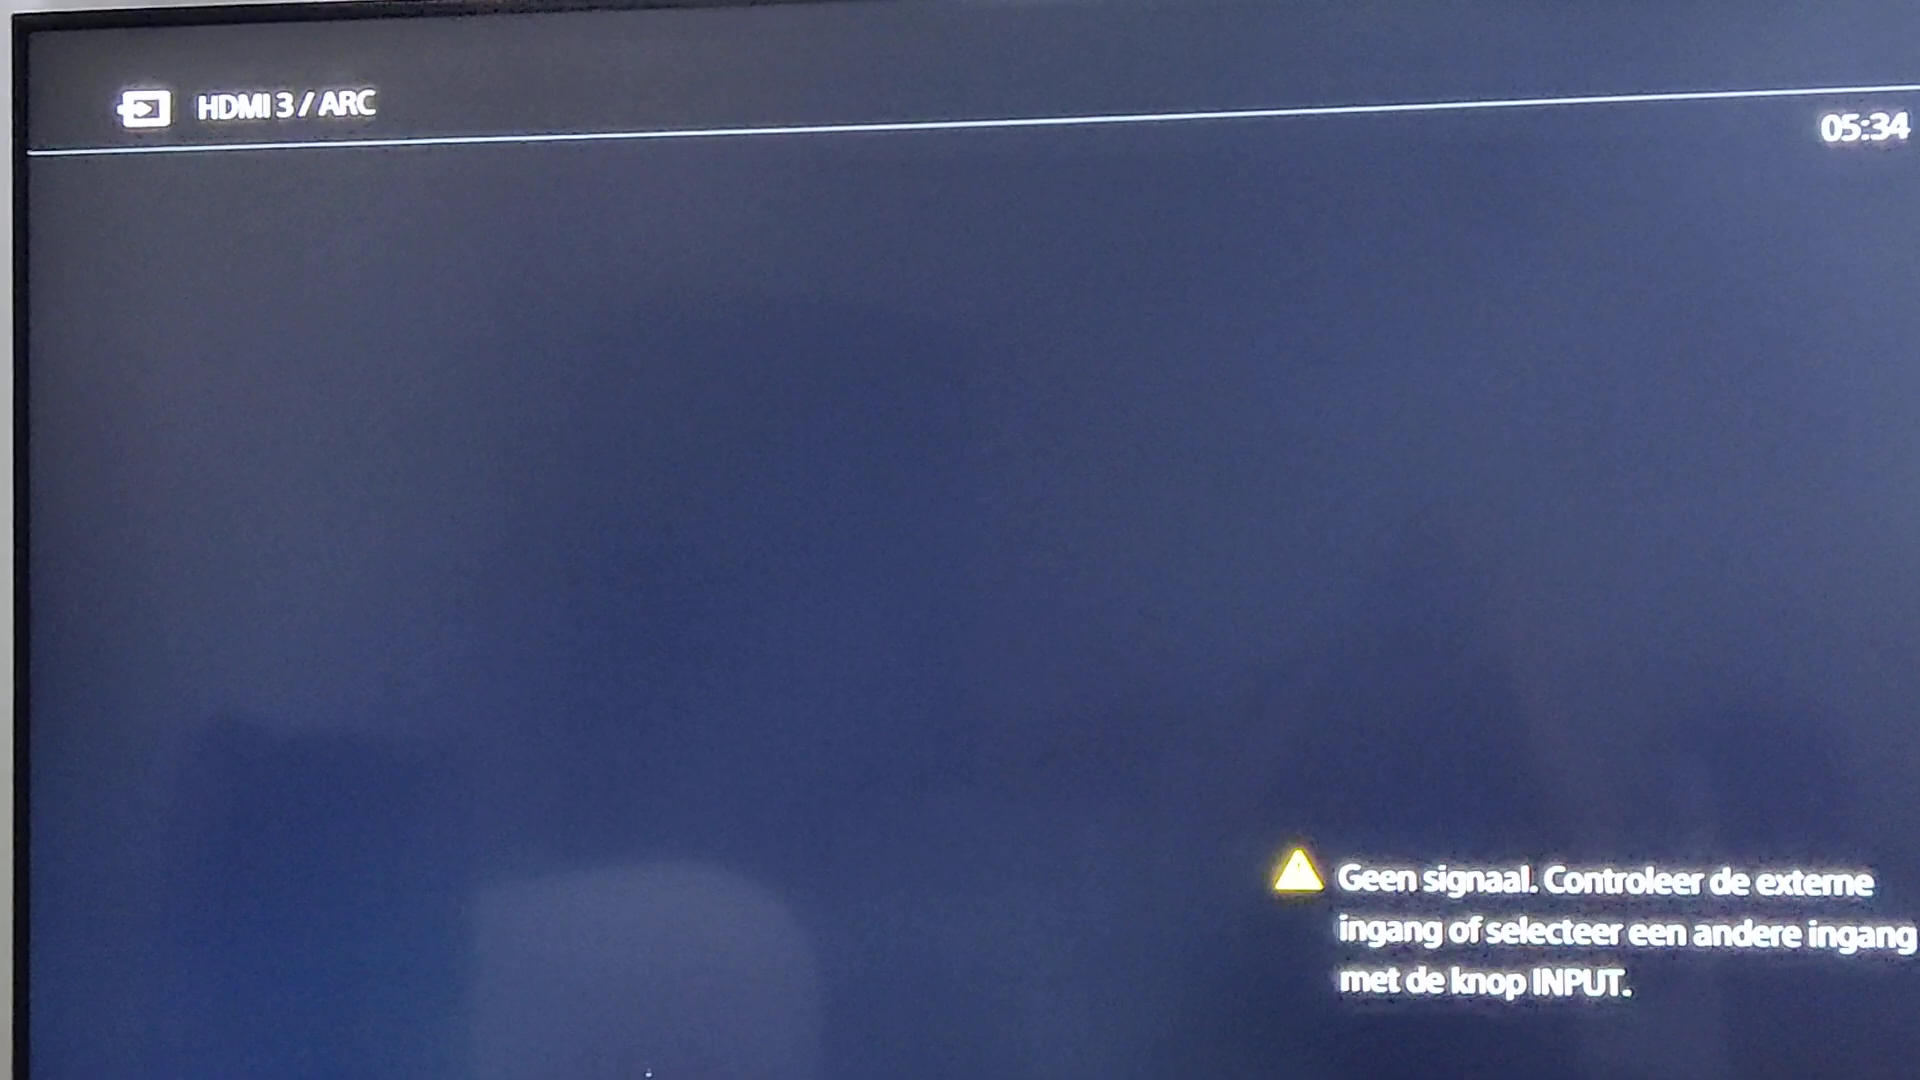 HDMI 3 / ARC
05:34
Geen signaal. Controleer de externe
ingang of selecteer een andere ingang
met de knop INPUT.